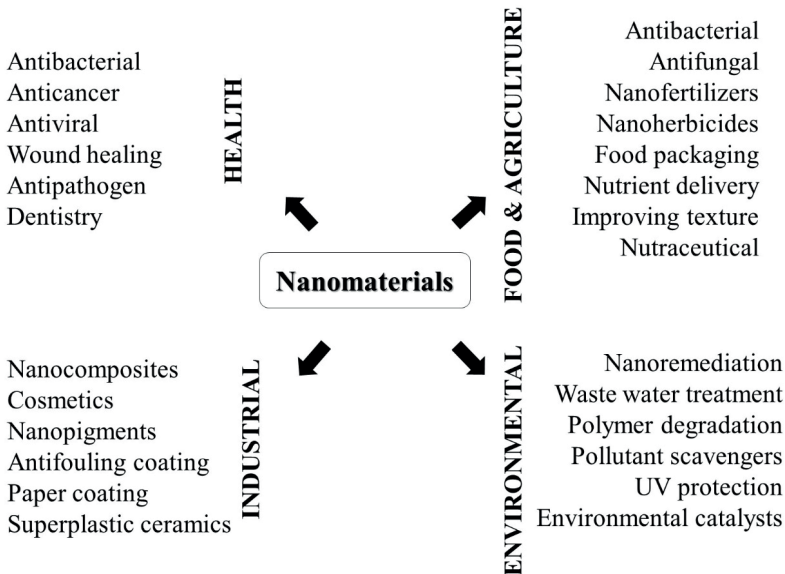 HEALTH
Antibacterial
Anticancer
Antiviral
Wound healing
Antipathogen
Dentistry
FOOD & AGRICULTURE
Antibacterial
Antifungal
Nanofertilizers
Nanoherbicides
Food packaging
Nutrient delivery
Improving texture
Nutraceutical
Nanomaterials
INDUSTRIAL
Nanocomposites
Cosmetics
Nanopigments
Antifouling coating
Paper coating
Superplastic ceramics
ENVIRONMENTAL
Nanoremediation
Waste water treatment
Polymer degradation
Pollutant scavengers
UV protection
Environmental catalysts